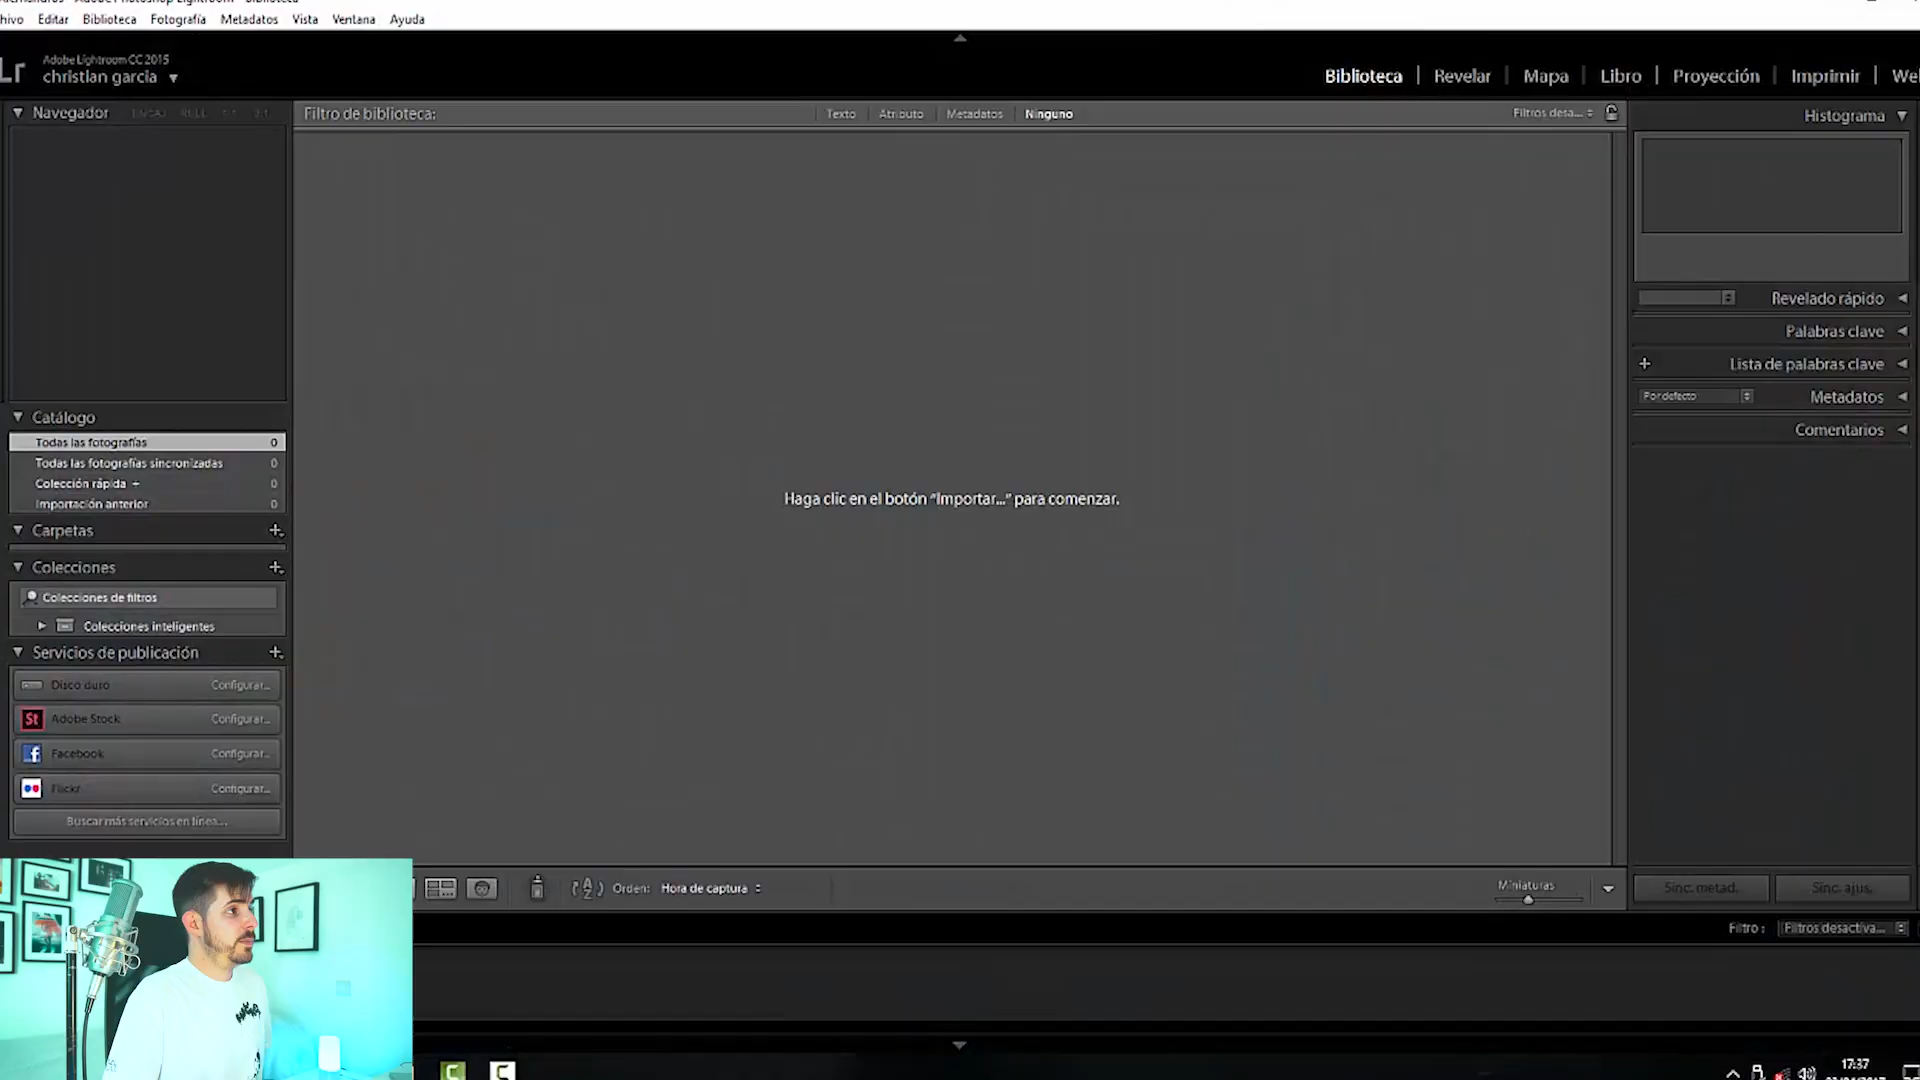 Editar Biblioteca Fotografía Metadatos Vista Ventana Ayuda
Lr
Adobe Lightroom CC 2015
christian garcia
Biblioteca | Revelar | Mapa | Libro | Proyección | Imprimir |
Navegador
Filtro de biblioteca:
Texto Atributo Metadatos Ninguno
Filtros desa...
Histograma
Revelado rápido
Palabras clave
+ Lista de palabras clave
Por defecto Metadatos
Comentarios
Catálogo
Todas las fotografías 0
Todas las fotografías sincronizadas 0
Colección rápida + 0
Importación anterior 0
Carpetas +
Colecciones +
Colecciones de filtros
Colecciones inteligentes
Servicios de publicación +
Disco duro Configurar...
St Adobe Stock Configurar...
f Facebook Configurar...
Flickr Configurar...
Buscar más servicios en línea...
Haga clic en el botón “Importar...” para comenzar.
Orden: Hora de captura
Miniaturas
Sinc. metad. Sinc. ajus.
Filtro: Filtros desactiva...
17:37